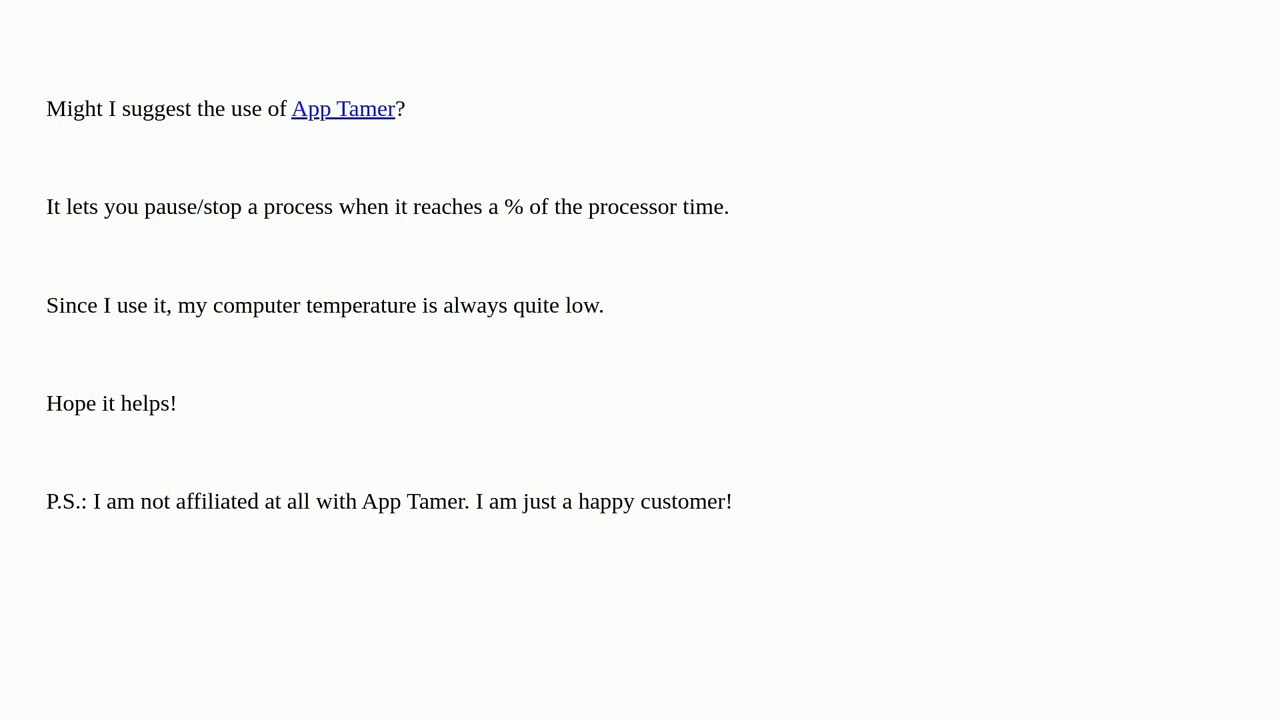 Might I suggest the use of App Tamer?
It lets you pause/stop a process when it reaches a % of the processor time.
Since I use it, my computer temperature is always quite low.
Hope it helps!
P.S.: I am not affiliated at all with App Tamer. I am just a happy customer!